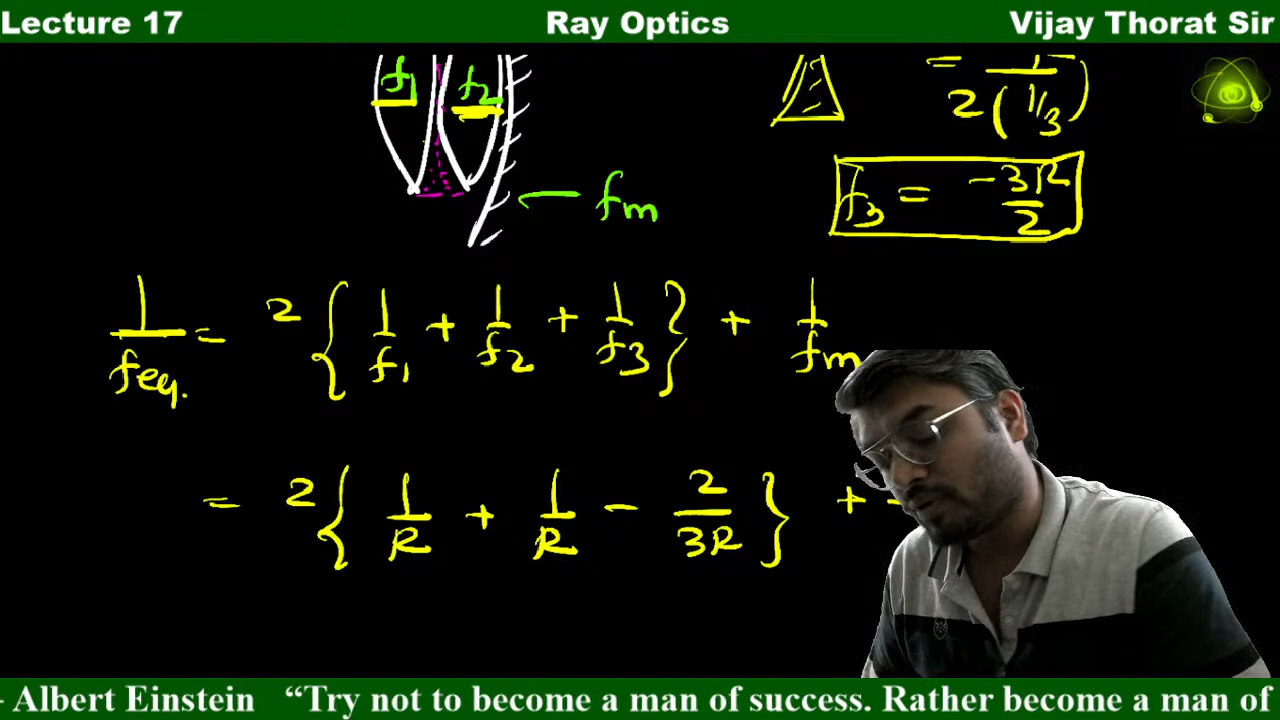 Lecture 17 Ray Optics Vijay Thorat Sir
f1 f2
= 1
2 (1/3)
fm
f3 = -3R/2
1/feq. = 2 { 1/f1 + 1/f2 + 1/f3 } + 1/fm
= 2 { 1/R + 1/R - 2/3R } +
- Albert Einstein “Try not to become a man of success. Rather become a man of